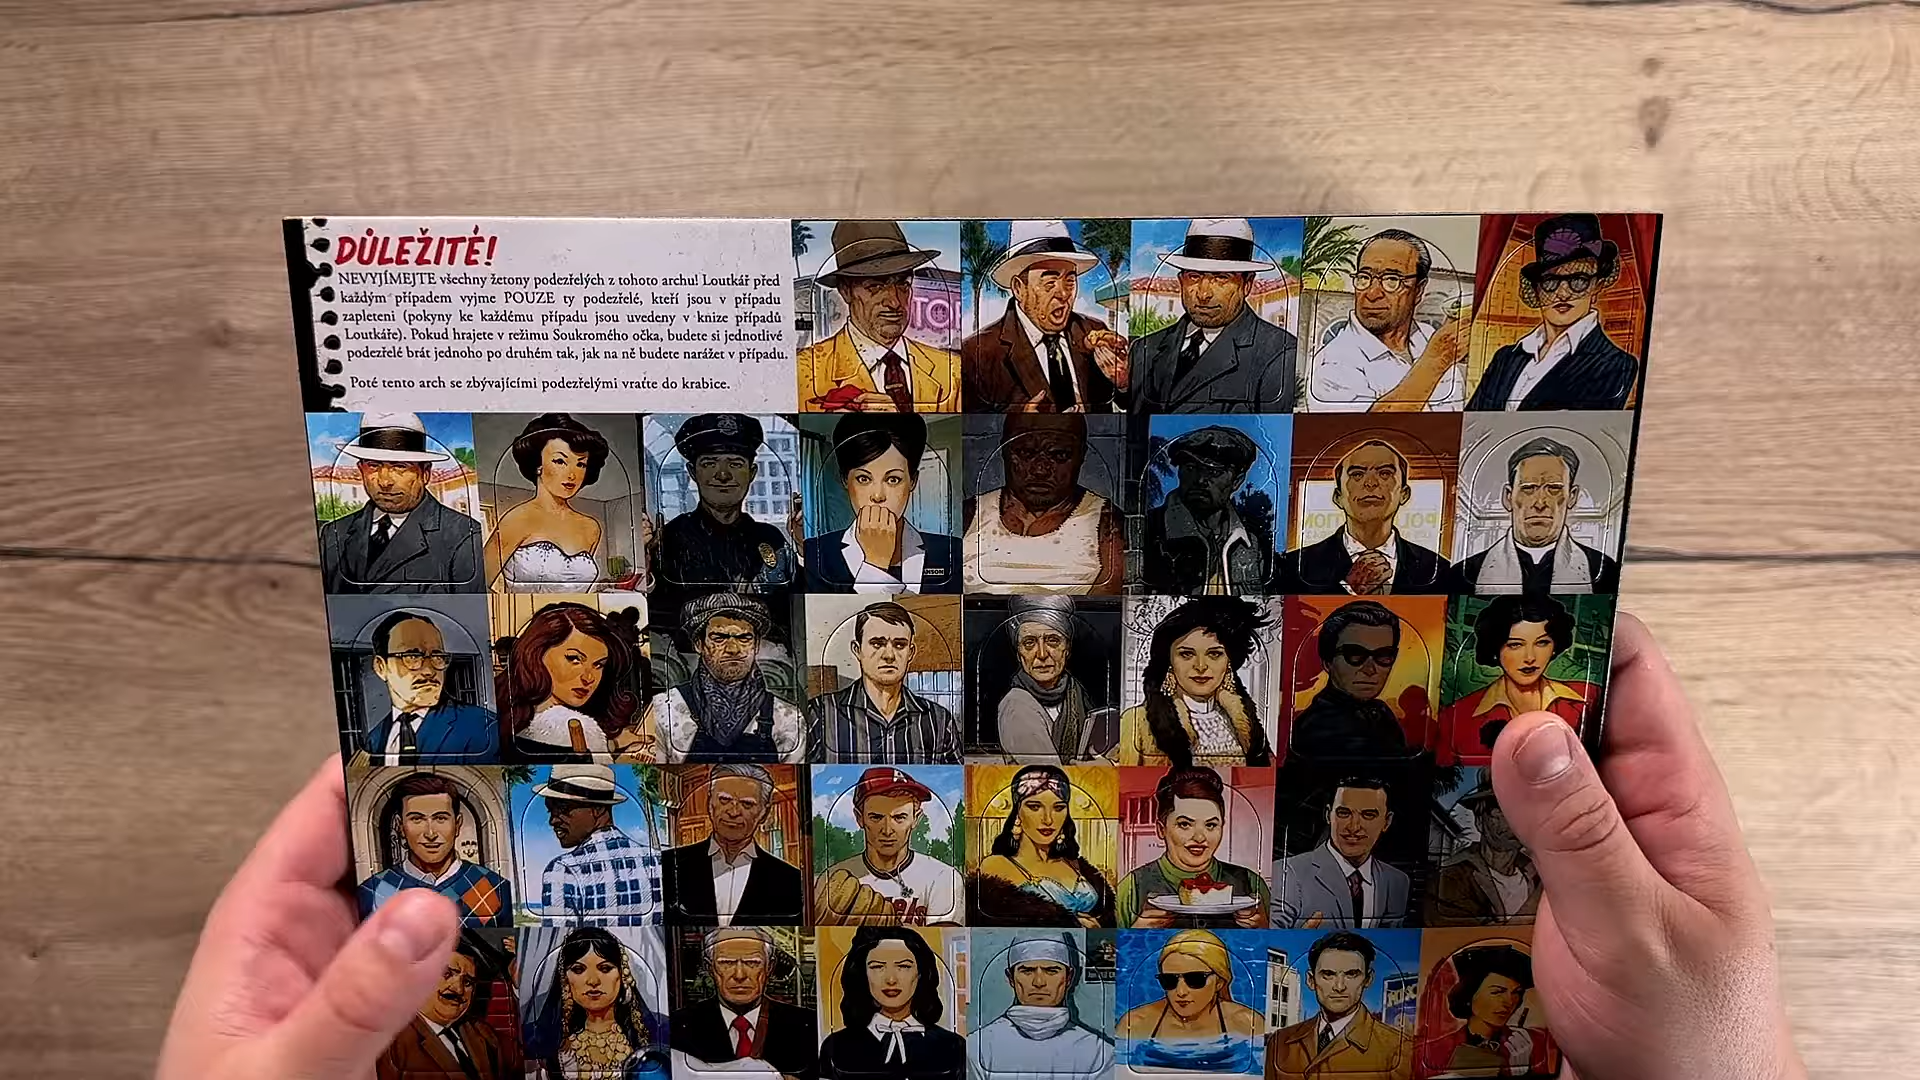 DŮLEŽITÉ!
NEVYJÍMEJTE všechny žetony podezřelých z tohoto archu! Loutkář před
každým případem vyjme POUZE ty podezřelé, kteří jsou v případu
zapleteni (pokyny ke každému případu jsou uvedeny v knize případů
Loutkáře). Pokud hrajete v režimu Soukromého očka, budete si jednotlivé
podezřelé brát jednoho po druhém tak, jak na ně budete narážet v případu.
Poté tento arch se zbývajícími podezřelými vraťte do krabice.